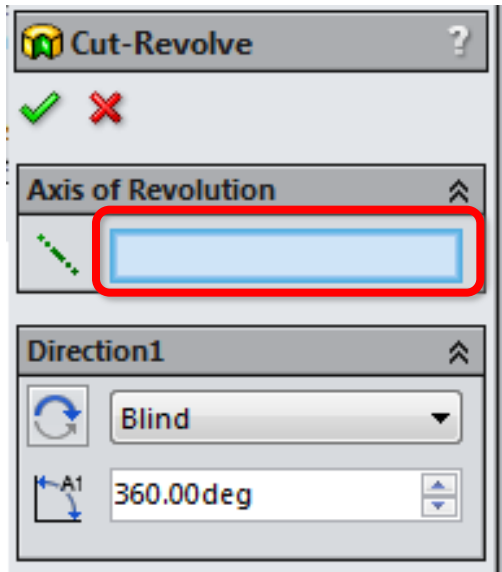 Cut-Revolve ?
Axis of Revolution
Direction1
Blind
A1
360.00deg